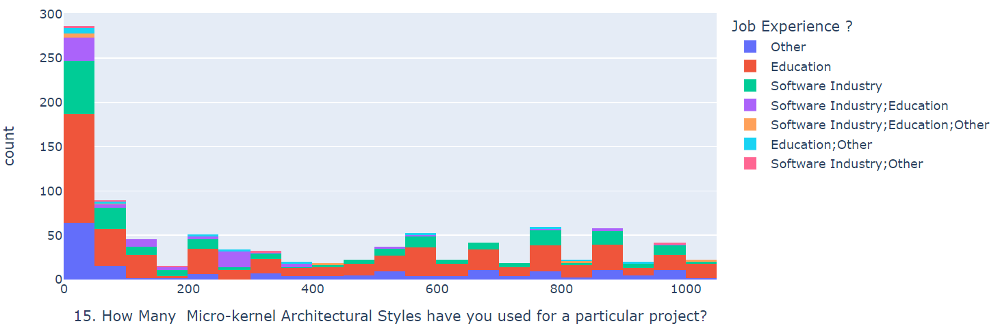 300
250
200
150
100
50
0
count
0 200 400 600 800 1000
15. How Many  Micro-kernel Architectural Styles have you used for a particular project?
Job Experience ?
Other
Education
Software Industry
Software Industry;Education
Software Industry;Education;Other
Education;Other
Software Industry;Other